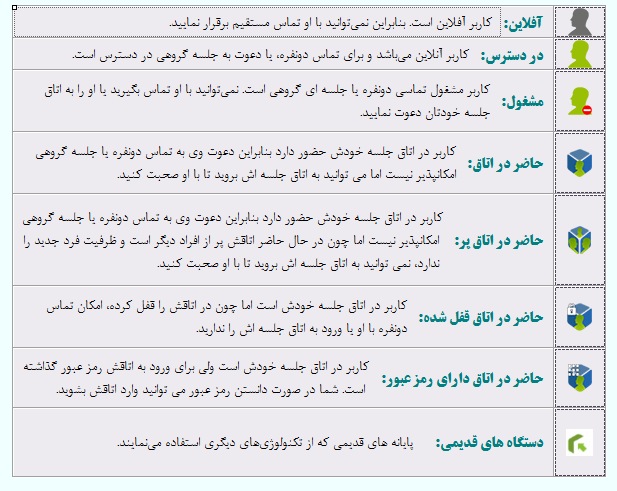 آفلاین: کاربر آفلاین است. بنابراین نمی‌توانید با او تماس مستقیم برقرار نمایید.
در دسترس: کاربر آنلاین می‌باشد و برای تماس دونفره، یا دعوت به جلسه گروهی در دسترس است.
مشغول: کاربر مشغول تماسی دونفره یا جلسه ای گروهی است. نمی‌توانید با او تماس بگیرید یا او را به اتاق
جلسه خودتان دعوت نمایید.
حاضر در اتاق: کاربر در اتاق جلسه خودش حضور دارد بنابراین دعوت وی به تماس دونفره یا جلسه گروهی
امکانپذیر نیست اما می توانید به اتاق جلسه اش بروید تا با او صحبت کنید.
حاضر در اتاق پر: کاربر در اتاق جلسه خودش حضور دارد بنابراین دعوت وی به تماس دونفره یا جلسه گروهی
امکانپذیر نیست اما چون در حال حاضر اتاقش پر از افراد دیگر است و ظرفیت فرد جدید را
ندارد، نمی توانید به اتاق جلسه اش بروید تا با او صحبت کنید.
حاضر در اتاق قفل شده: کاربر در اتاق جلسه خودش است اما چون در اتاقش را قفل کرده، امکان تماس
دونفره با او یا ورود به اتاق جلسه اش را ندارید.
حاضر در اتاق دارای رمز عبور: کاربر در اتاق جلسه خودش است ولی برای ورود به اتاقش رمز عبور گذاشته
است. شما در صورت دانستن رمز عبور می توانید وارد اتاقش بشوید.
دستگاه های قدیمی: پایانه های قدیمی که از تکنولوژی‌های دیگری استفاده می‌نمایند.